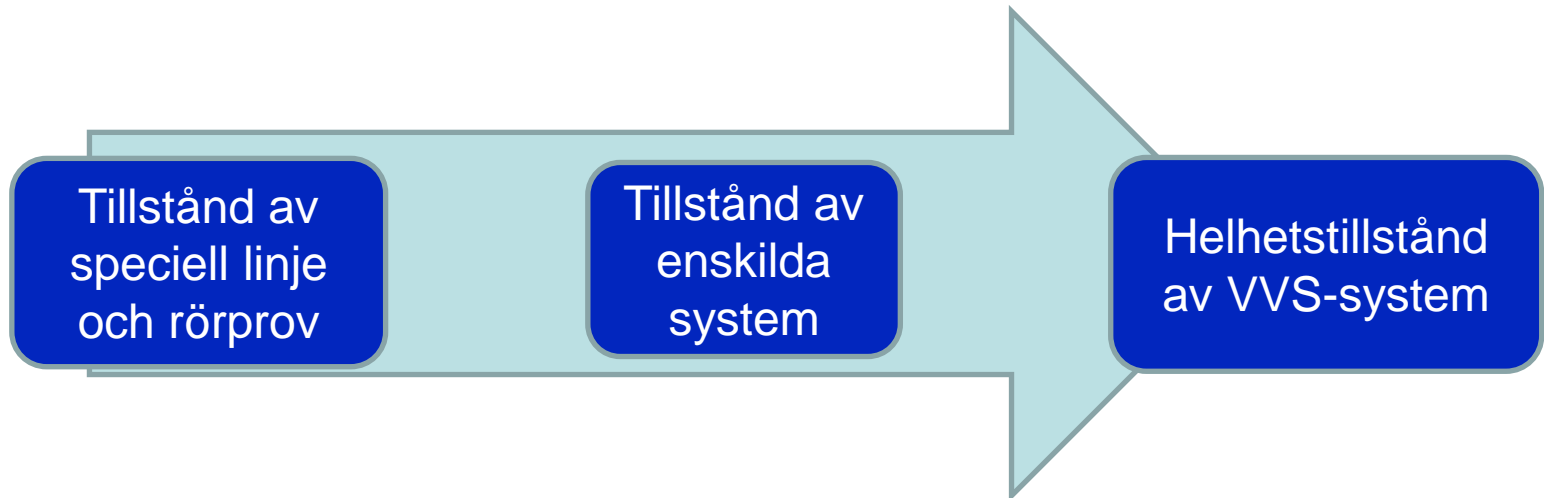 Tillstånd av
speciell linje
och rörprov
Tillstånd av
enskilda
system
Helhetstillstånd
av VVS-system